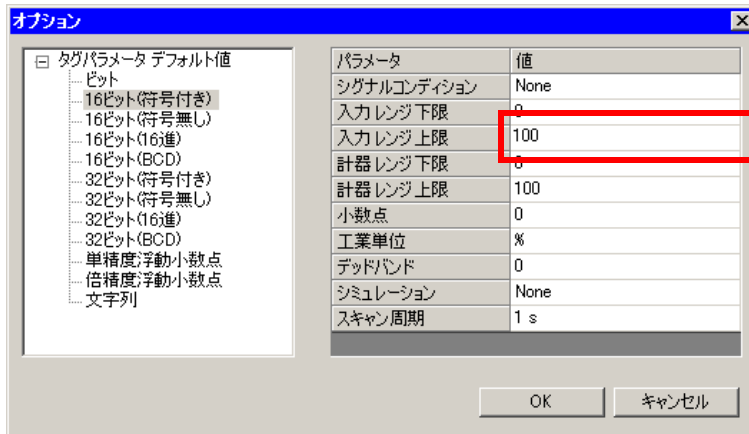 オプション
タグパラメータ デフォルト値
ビット
16ビット(符号付き)
16ビット(符号無し)
16ビット(16進)
16ビット(BCD)
32ビット(符号付き)
32ビット(符号無し)
32ビット(16進)
32ビット(BCD)
単精度浮動小数点
倍精度浮動小数点
文字列
パラメータ 値
シグナルコンディション None
入力レンジ下限 0
入力レンジ上限 100
計器レンジ下限 0
計器レンジ上限 100
小数点 0
工業単位 %
デッドバンド 0
シミュレーション None
スキャン周期 1 s
OK キャンセル